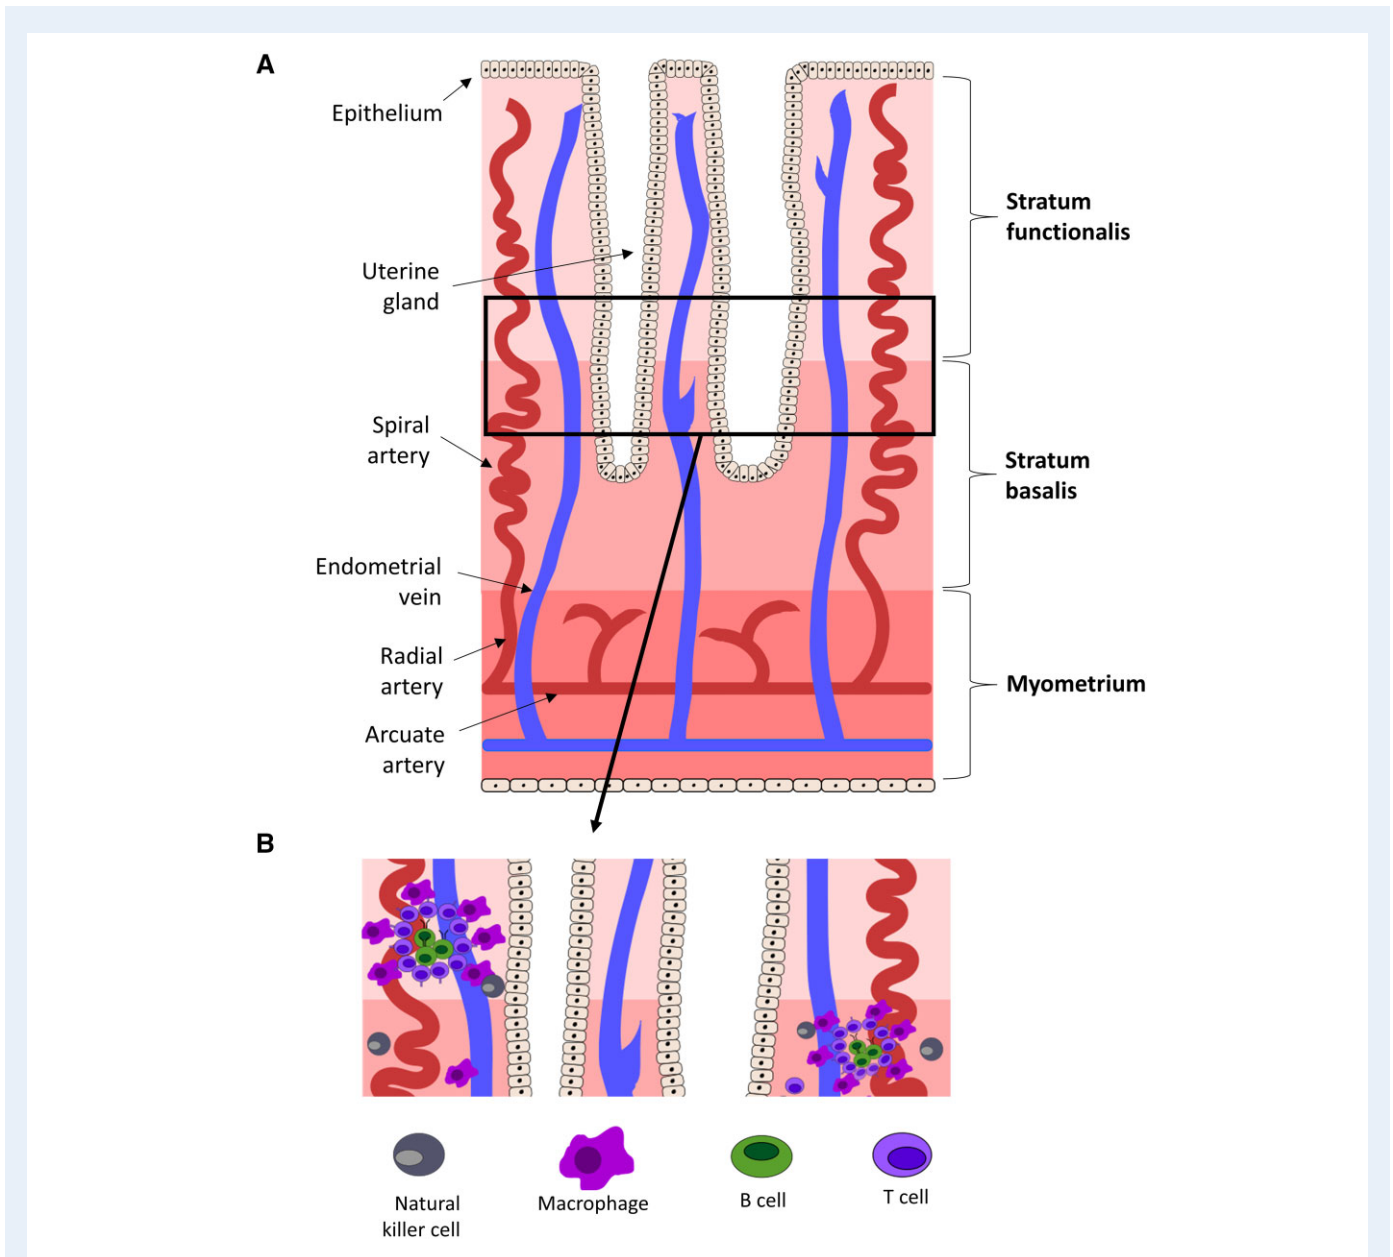 A
Epithelium
Stratum
functionalis
Uterine
gland
Spiral
artery
Stratum
basalis
Endometrial
vein
Radial
artery
Myometrium
Arcuate
artery
B
Natural
killer cell
Macrophage
B cell
T cell